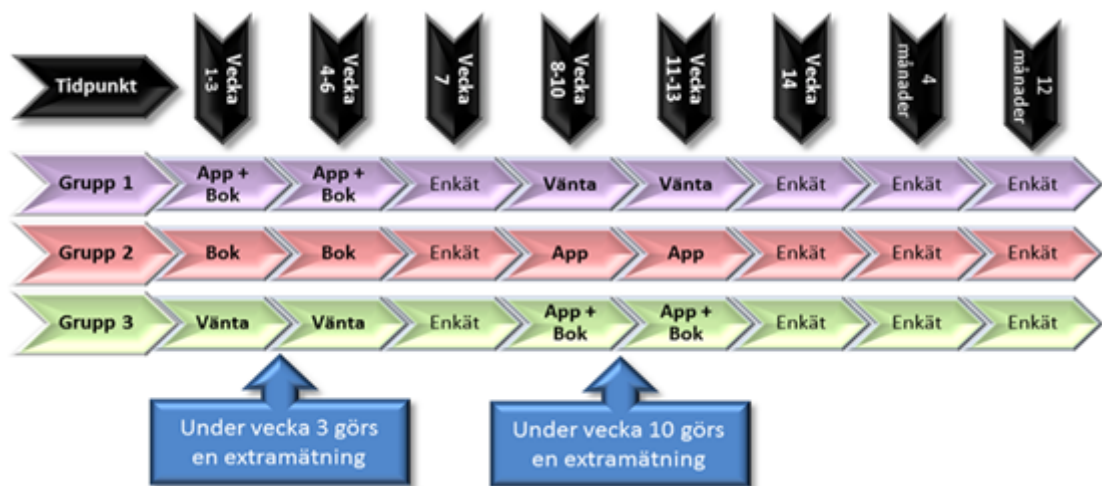 Tidpunkt
Vecka
1-3
Vecka
4-6
Vecka
7
Vecka
8-10
Vecka
11-13
Vecka
14
4
månader
12
månader
Grupp 1
App +
Bok
App +
Bok
Enkät
Vänta
Vänta
Enkät
Enkät
Enkät
Grupp 2
Bok
Bok
Enkät
App
App
Enkät
Enkät
Enkät
Grupp 3
Vänta
Vänta
Enkät
App +
Bok
App +
Bok
Enkät
Enkät
Enkät
Under vecka 3 görs
en extramätning
Under vecka 10 görs
en extramätning